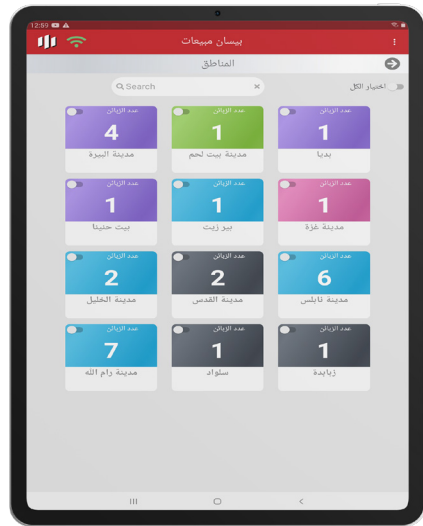 12:59
بيسان مبيعات
المناطق
Search
اختيار الكل
عدد الزبائن
1
بديا
عدد الزبائن
1
مدينة بيت لحم
عدد الزبائن
4
مدينة البيرة
عدد الزبائن
1
مدينة غزة
عدد الزبائن
1
بير زيت
عدد الزبائن
1
بيت حنينا
عدد الزبائن
6
مدينة نابلس
عدد الزبائن
2
مدينة القدس
عدد الزبائن
2
مدينة الخليل
عدد الزبائن
1
زبابدة
عدد الزبائن
1
سلواد
عدد الزبائن
7
مدينة رام الله